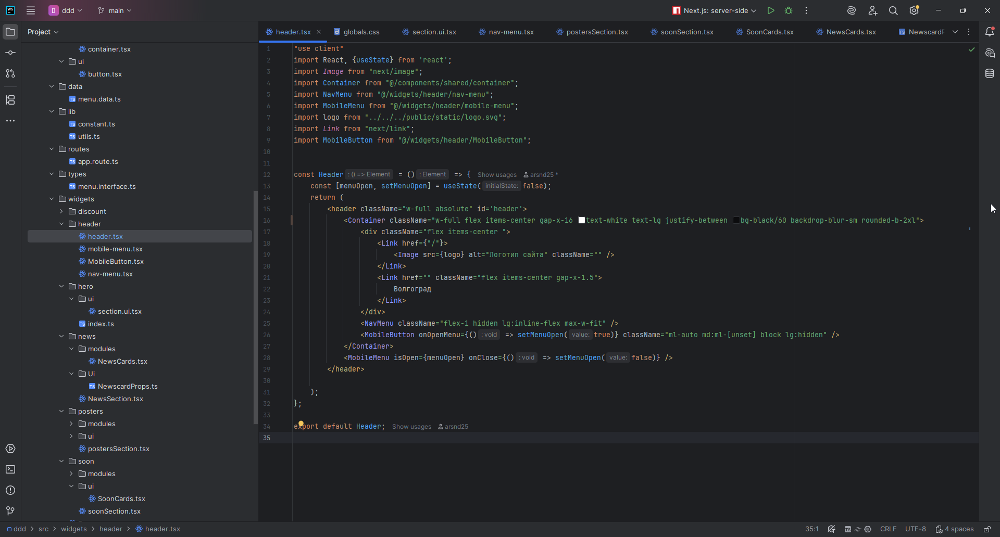 WS
D ddd main
Next.js: server-side
Project
container.tsx
ui
button.tsx
data
TS menu.data.ts
lib
TS constant.ts
TS utils.ts
routes
TS app.route.ts
types
TS menu.interface.ts
widgets
discount
header
header.tsx
mobile-menu.tsx
MobileButton.tsx
nav-menu.tsx
hero
ui
section.ui.tsx
TS index.ts
news
modules
NewsCards.tsx
Ui
TS NewscardProps.ts
NewsSection.tsx
posters
modules
ui
postersSection.tsx
soon
modules
ui
SoonCards.tsx
soonSection.tsx
header.tsx globals.css section.ui.tsx nav-menu.tsx postersSection.tsx soonSection.tsx SoonCards.tsx NewsCards.tsx TS Newscard
1 "use client"
2 import React, {useState} from 'react';
3 import Image from "next/image";
4 import Container from "@/components/shared/container";
5 import NavMenu from "@/widgets/header/nav-menu";
6 import MobileMenu from "@/widgets/header/mobile-menu";
7 import logo from "../../../public/static/logo.svg";
8 import Link from "next/link";
9 import MobileButton from "@/widgets/header/MobileButton";
10
11
12 const Header : () => Element = () : Element => { Show usages arsnd25 *
13 const [menuOpen, setMenuOpen] = useState( initialState: false);
14 return (
15 <header className="w-full absolute" id='header'>
16 <Container className="w-full flex items-center gap-x-16 text-white text-lg justify-between bg-black/60 backdrop-blur-sm rounded-b-2xl">
17 <div className="flex items-center ">
18 <Link href={"/"}>
19 <Image src={logo} alt="Логотип сайта" className="" />
20 </Link>
21 <Link href="" className="flex items-center gap-x-1.5">
22 Волгоград
23 </Link>
24 </div>
25 <NavMenu className="flex-1 hidden lg:inline-flex max-w-fit" />
26 <MobileButton onOpenMenu={() : void => setMenuOpen( value: true)} className="ml-auto md:ml-[unset] block lg:hidden" />
27 </Container>
28 <MobileMenu isOpen={menuOpen} onClose={() : void => setMenuOpen( value: false)} />
29 </header>
30
31 );
32 };
33
34 export default Header; Show usages arsnd25
35
ddd > src > widgets > header > header.tsx
35:1 TS CRLF UTF-8 4 spaces